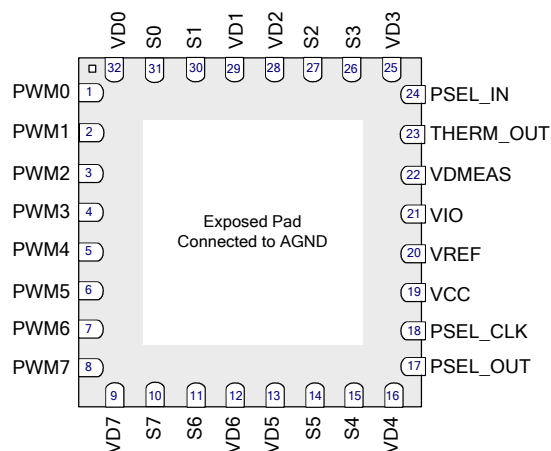 VD0
S0
S1
VD1
VD2
S2
S3
VD3
32
31
30
29
28
27
26
25
PWM0
1
24
PSEL_IN
PWM1
2
23
THERM_OUT
PWM2
3
22
VDMEAS
PWM3
4
21
VIO
Exposed Pad
Connected to AGND
PWM4
5
20
VREF
PWM5
6
19
VCC
PWM6
7
18
PSEL_CLK
PWM7
8
17
PSEL_OUT
9
10
11
12
13
14
15
16
VD7
S7
S6
VD6
VD5
S5
S4
VD4